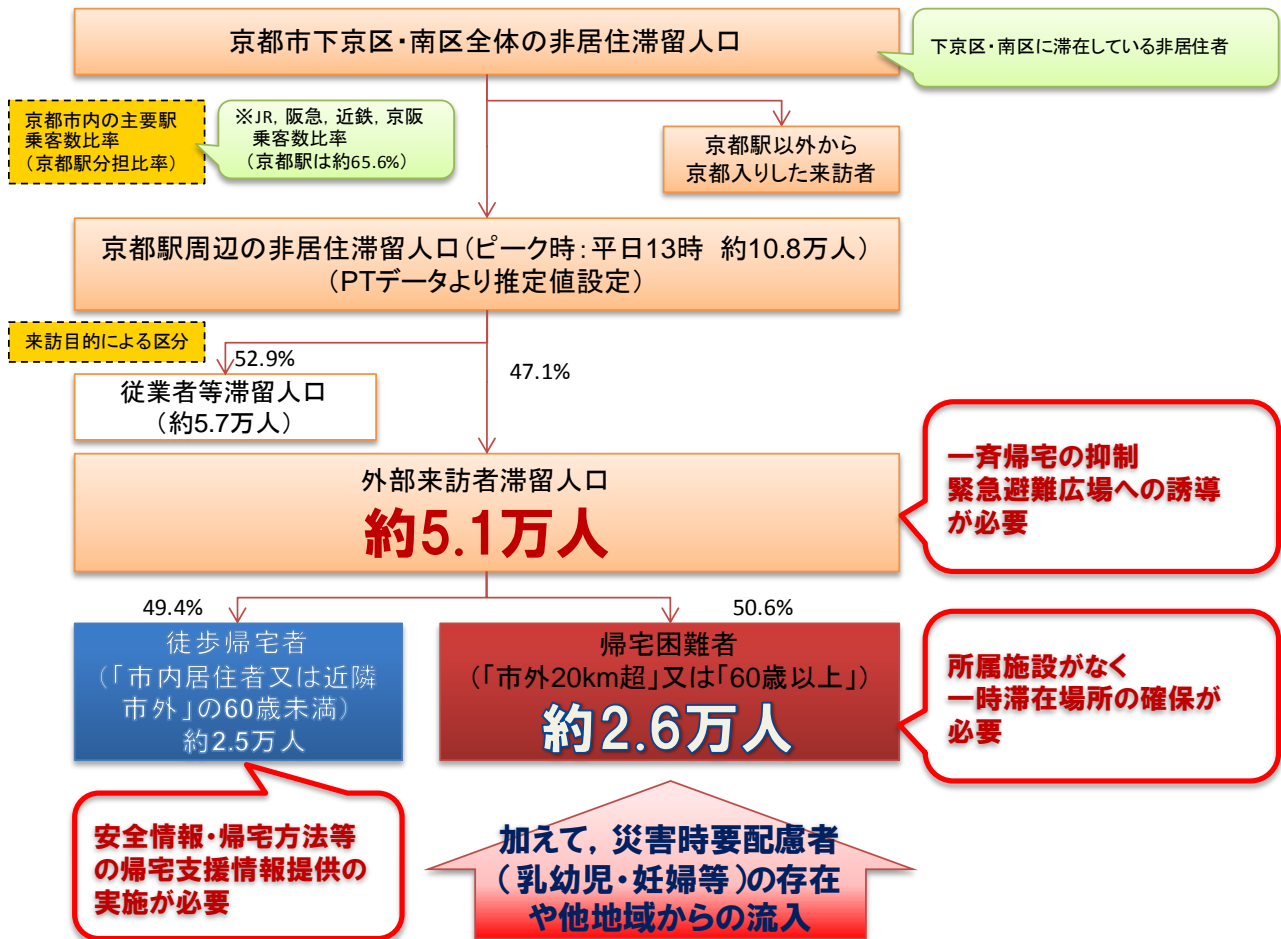 京都市下京区・南区全体の非居住滞留人口
下京区・南区に滞在している非居住者
京都市内の主要駅
乗客数比率
（京都駅分担比率）
※JR, 阪急, 近鉄, 京阪
乗客数比率
（京都駅は約65.6%）
京都駅以外から
京都入りした来訪者
京都駅周辺の非居住滞留人口（ピーク時：平日13時 約10.8万人）
（PTデータより推定値設定）
来訪目的による区分
52.9%
47.1%
従業者等滞留人口
（約5.7万人）
外部来訪者滞留人口
約5.1万人
一斉帰宅の抑制
緊急避難広場への誘導
が必要
49.4%
50.6%
徒歩帰宅者
（「市内居住者又は近隣
市外」の60歳未満）
約2.5万人
帰宅困難者
（「市外20km超」又は「60歳以上」）
約2.6万人
所属施設がなく
一時滞在場所の確保が
必要
安全情報・帰宅方法等
の帰宅支援情報提供の
実施が必要
加えて，災害時要配慮者
（乳幼児・妊婦等）の存在
や他地域からの流入